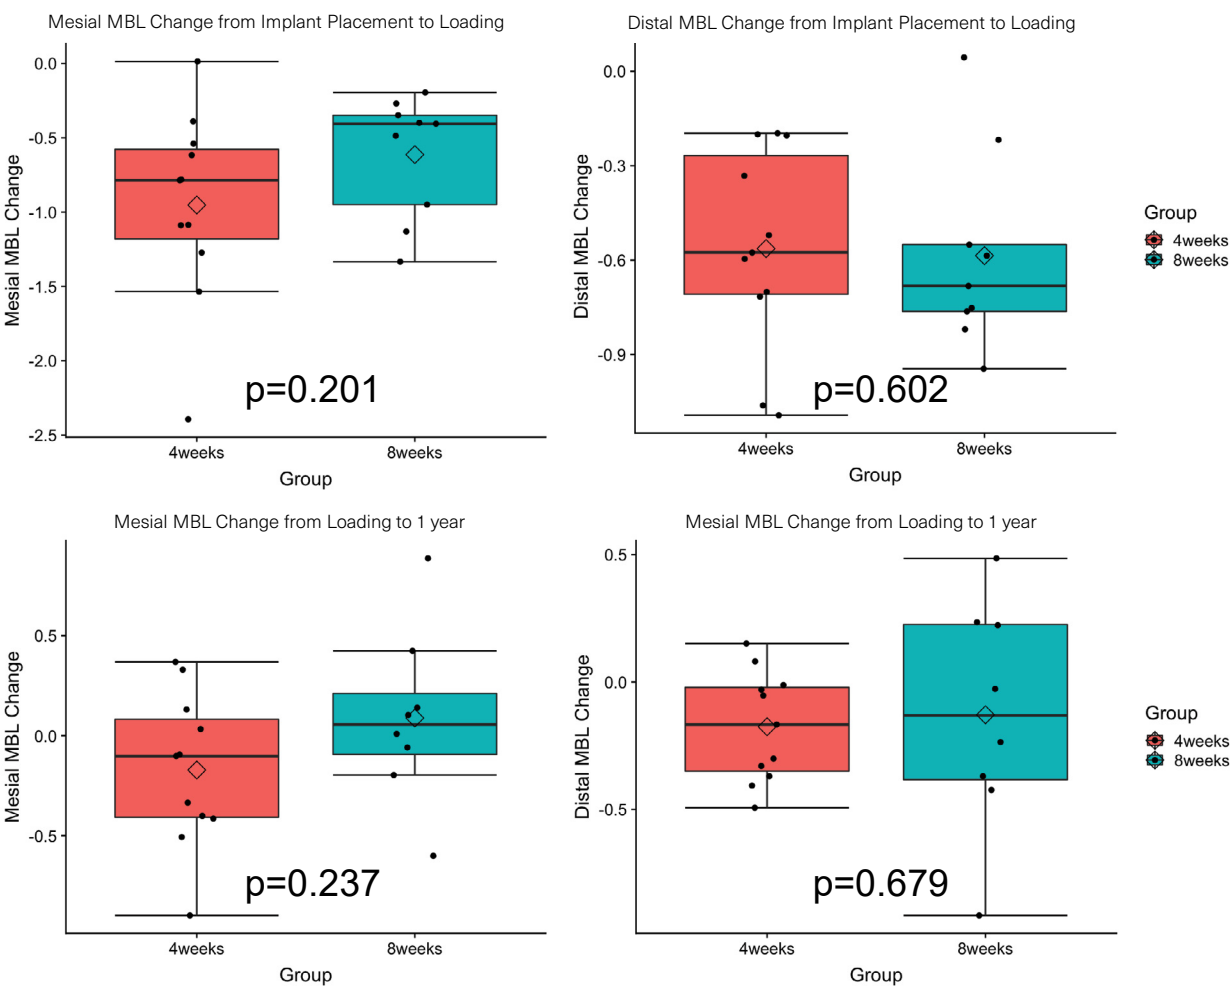 Mesial MBL Change from Implant Placement to Loading
Mesial MBL Change
0.0
-0.5
-1.0
-1.5
-2.0
-2.5
p=0.201
4weeks
8weeks
Group
Distal MBL Change from Implant Placement to Loading
Distal MBL Change
0.0
-0.3
-0.6
-0.9
p=0.602
4weeks
8weeks
Group
Group
4weeks
8weeks
Mesial MBL Change from Loading to 1 year
Mesial MBL Change
0.5
0.0
-0.5
p=0.237
4weeks
8weeks
Group
Mesial MBL Change from Loading to 1 year
Distal MBL Change
0.5
0.0
-0.5
p=0.679
4weeks
8weeks
Group
Group
4weeks
8weeks